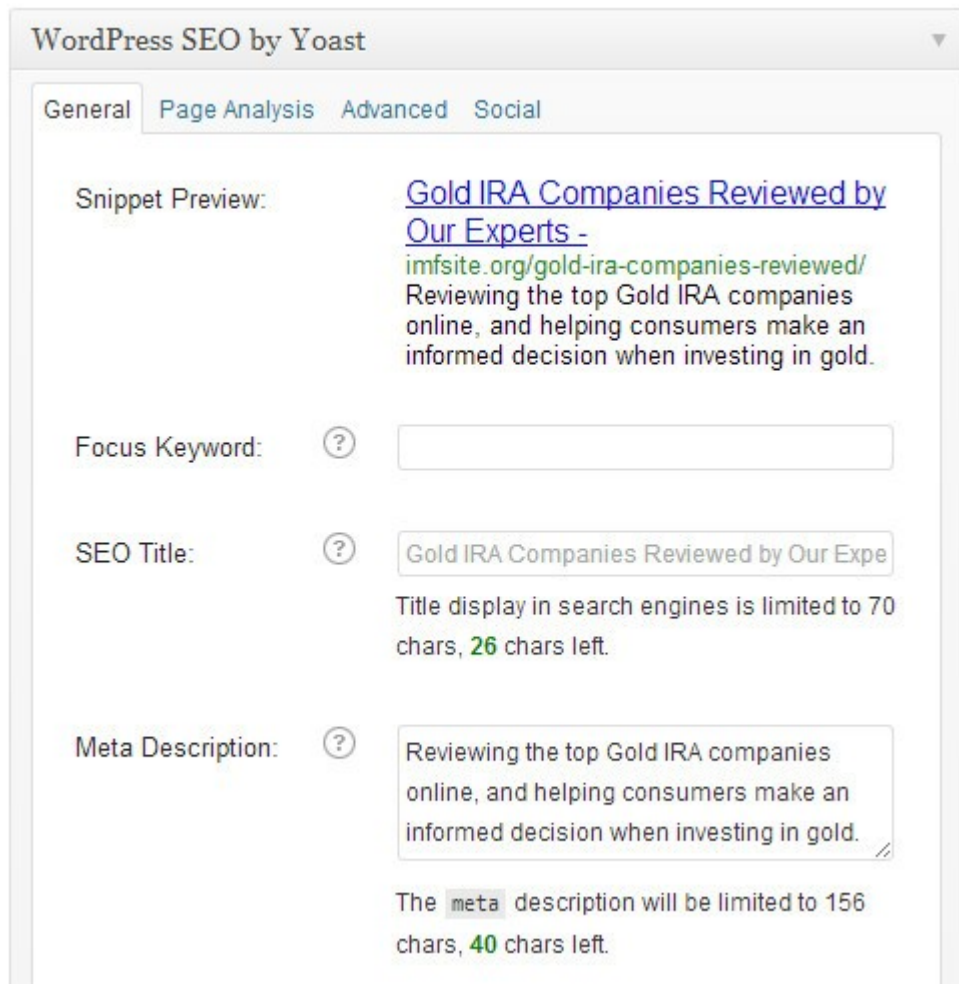 WordPress SEO by Yoast
General Page Analysis Advanced Social
Snippet Preview:
Gold IRA Companies Reviewed by
Our Experts -
imfsite.org/gold-ira-companies-reviewed/
Reviewing the top Gold IRA companies
online, and helping consumers make an
informed decision when investing in gold.
Focus Keyword: ?
SEO Title: ?
Gold IRA Companies Reviewed by Our Expe
Title display in search engines is limited to 70
chars, 26 chars left.
Meta Description: ?
Reviewing the top Gold IRA companies
online, and helping consumers make an
informed decision when investing in gold.
The meta description will be limited to 156
chars, 40 chars left.